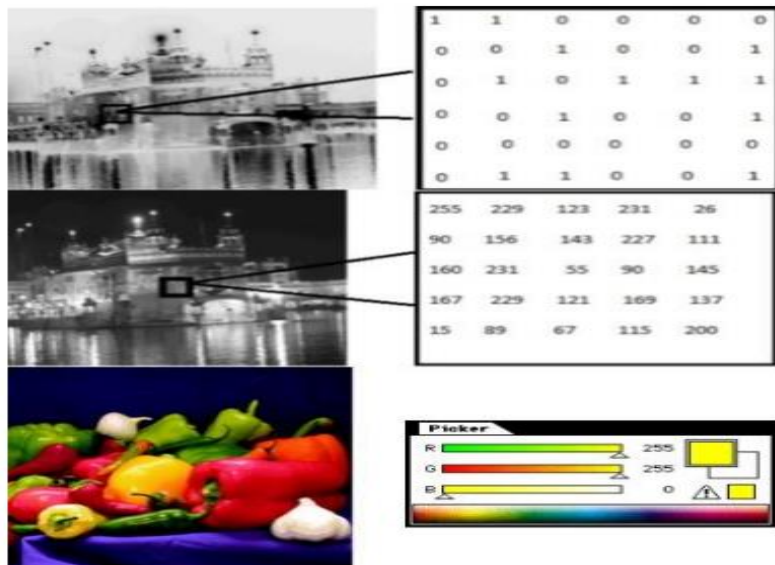 1 1 0 0 0 0
0 0 1 0 0 1
0 1 0 1 1 1
0 0 1 0 0 1
0 0 0 0 0 0
0 1 1 0 0 1
255 229 123 231 26
90 156 143 227 111
160 231 55 90 145
167 229 121 169 137
15 89 67 115 200
Picker
R 255
G 255
B 0